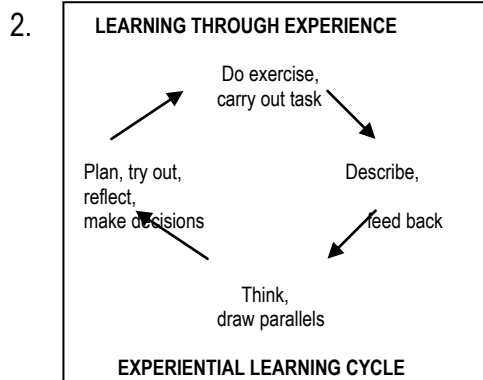 2.
LEARNING THROUGH EXPERIENCE
Do exercise,
carry out task
Plan, try out,
reflect,
make decisions
Describe,
feed back
Think,
draw parallels
EXPERIENTIAL LEARNING CYCLE